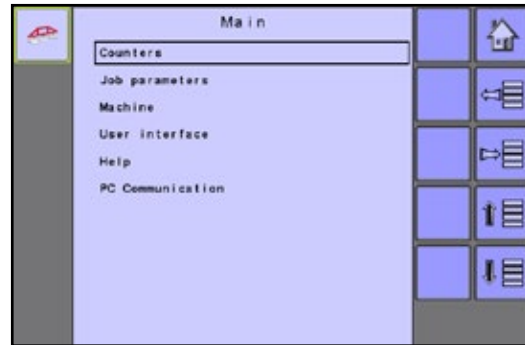 Main
Counters
Job parameters
Machine
User interface
Help
PC Communication